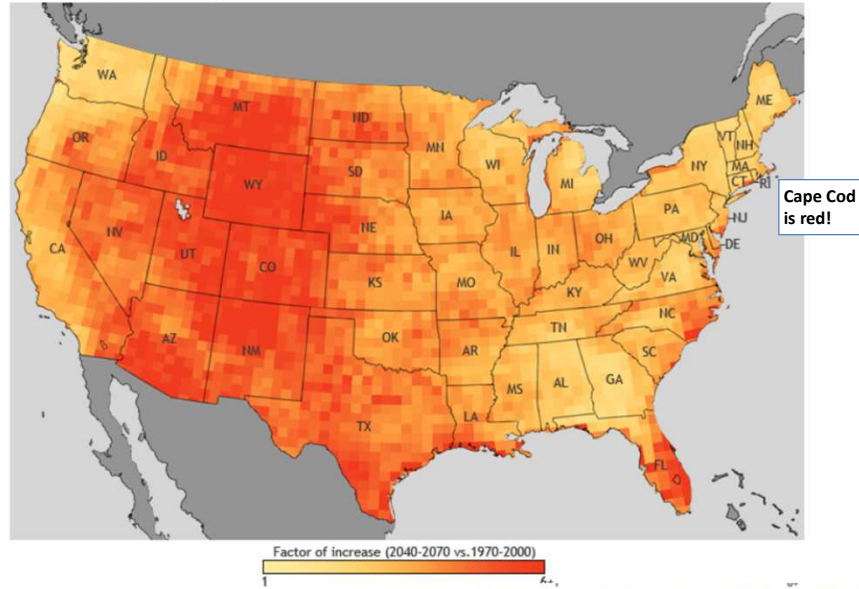 WA
MT
ND
ME
OR
MN
VT
NH
ID
WI
SD
NY
MA
WY
MI
CT
RI
Cape Cod
is red!
IA
PA
NE
NJ
NV
OH
MD
DE
CA
UT
IL
IN
WV
CO
VA
KS
MO
KY
NC
TN
AZ
OK
AR
SC
NM
MS
AL
GA
LA
TX
FL
Factor of increase (2040-2070 vs.1970-2000)
1